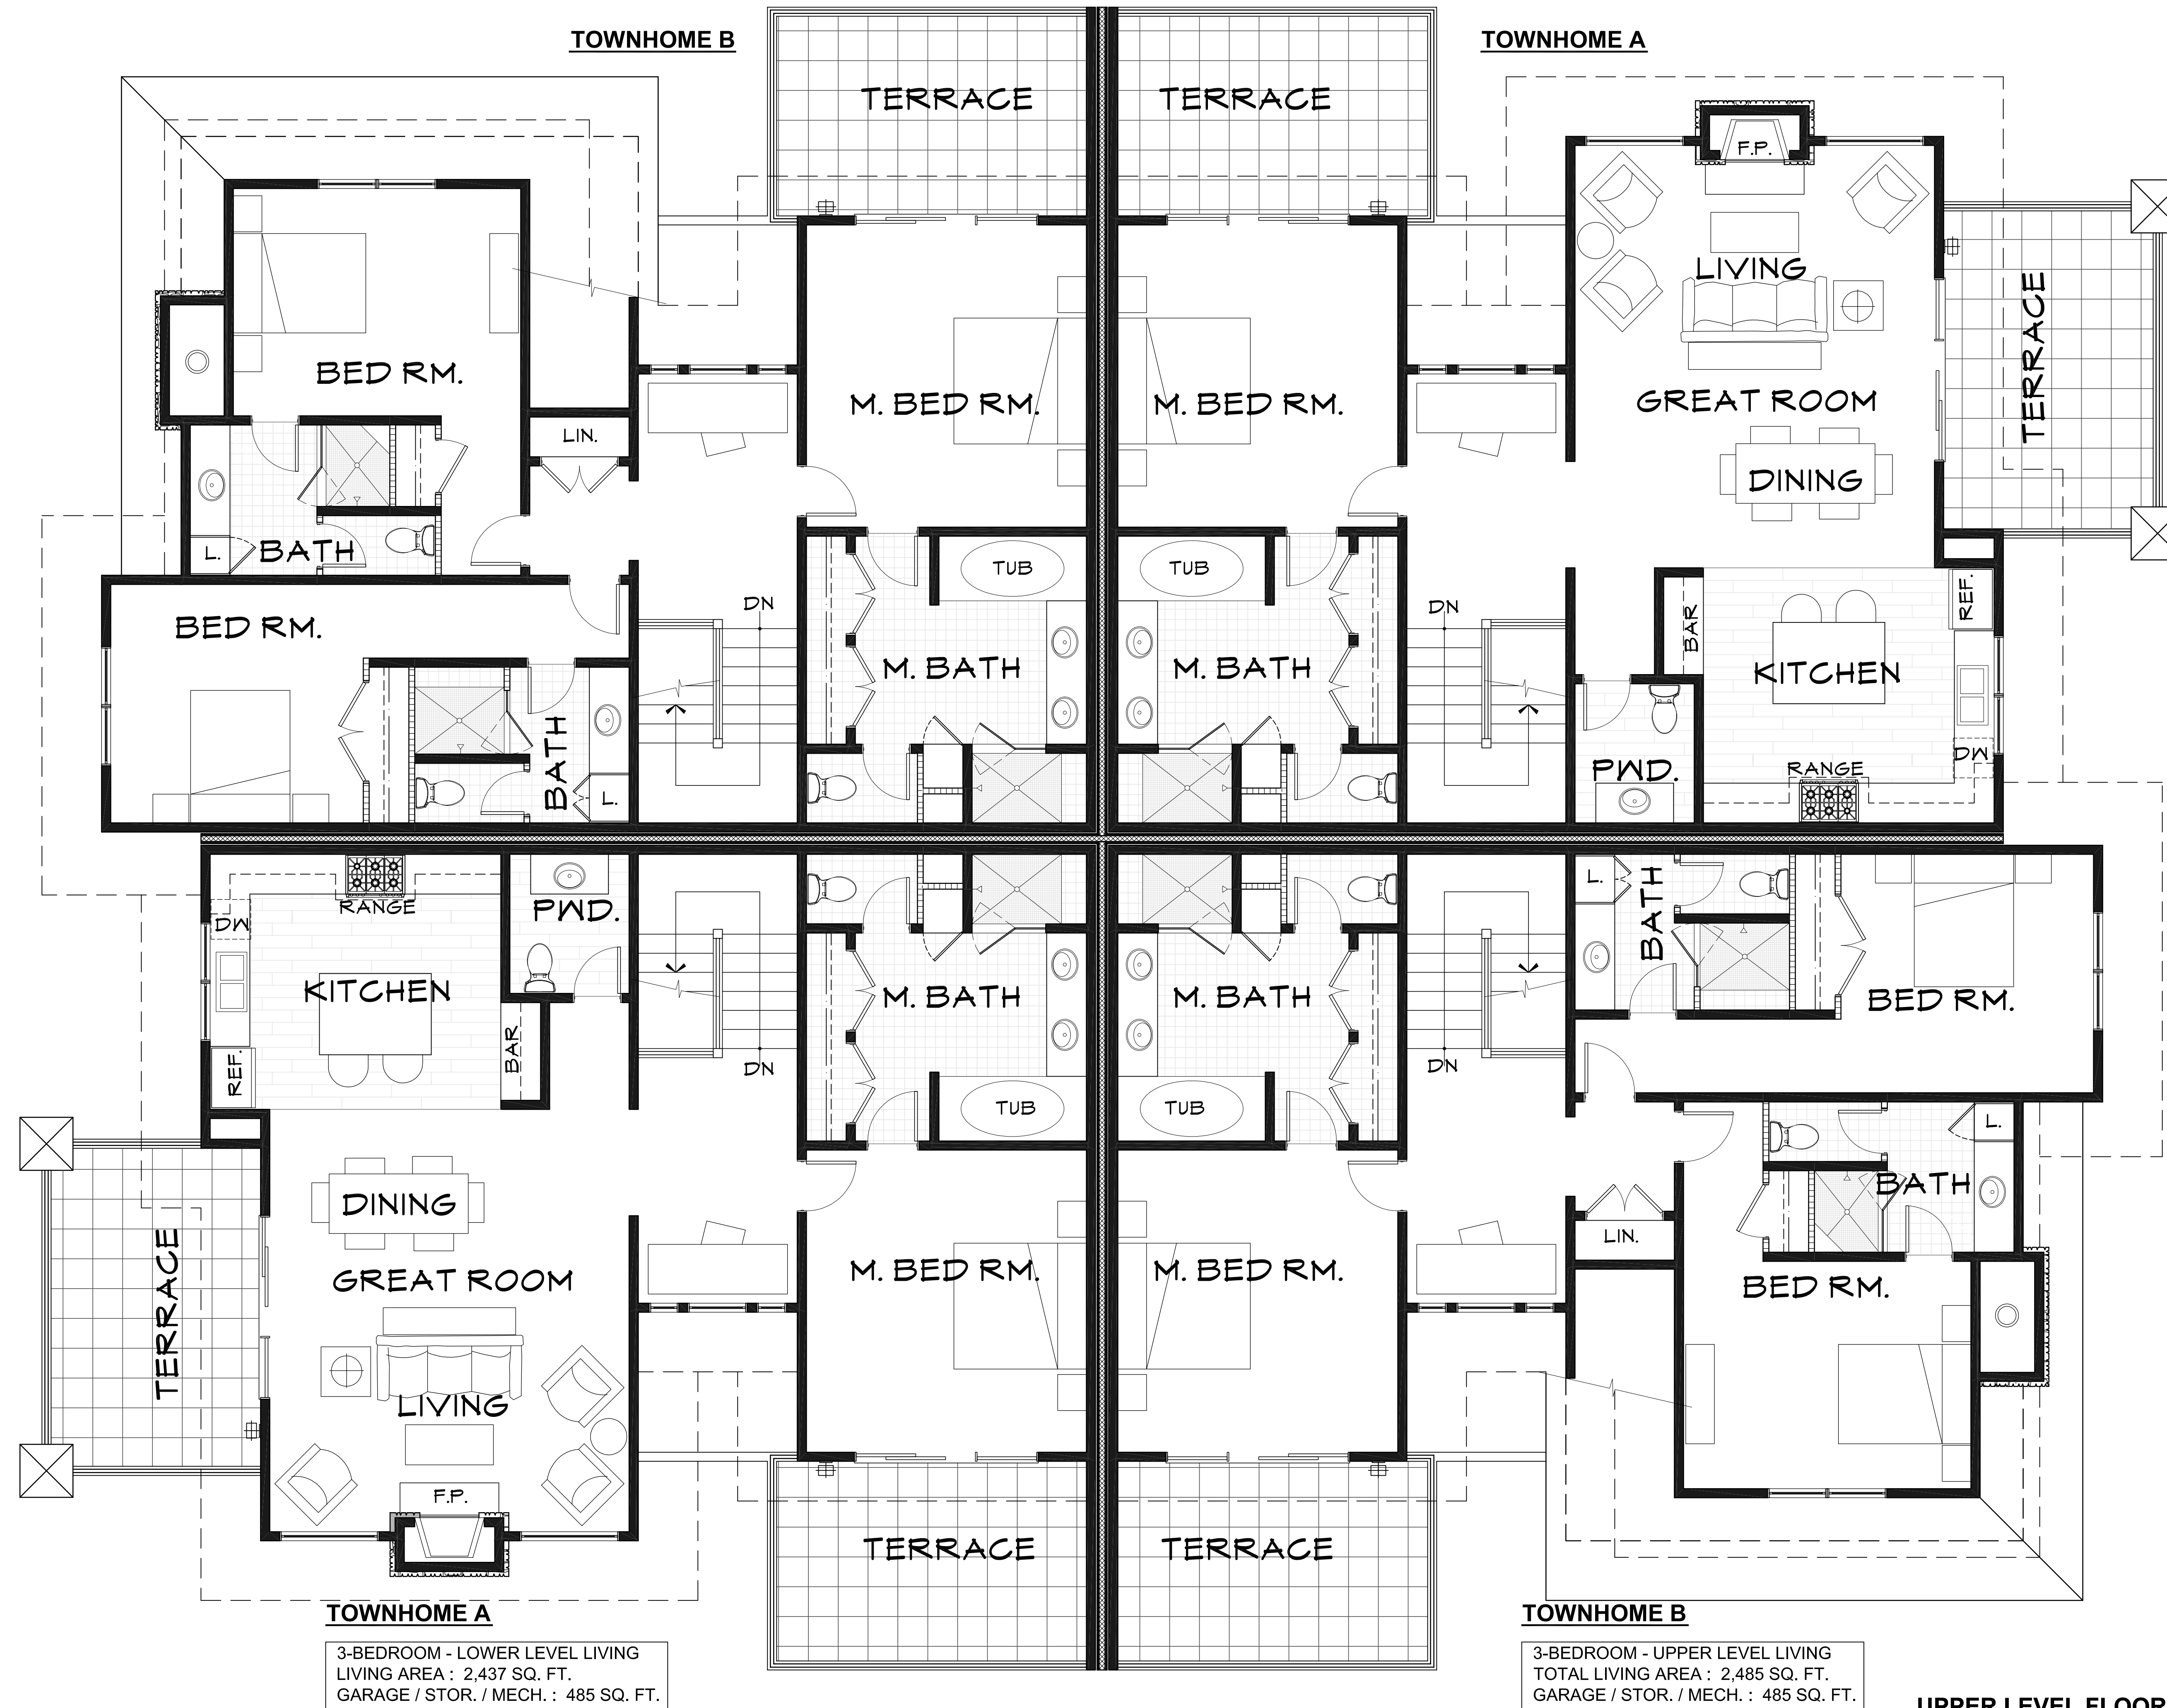 TOWNHOME B
TOWNHOME A
TERRACE
TERRACE
F.P.
LIVING
TERRACE
BED RM.
M. BED RM.
M. BED RM.
GREAT ROOM
LIN.
DINING
L.
BATH
TUB
TUB
REF.
BED RM.
DN
DN
BAR
M. BATH
M. BATH
KITCHEN
BATH
DW
PWD.
RANGE
L.
RANGE
DW
PWD.
L.
BATH
KITCHEN
M. BATH
M. BATH
BED RM.
BAR
REF.
DN
DN
TUB
TUB
L.
DINING
BATH
LIN.
TERRACE
GREAT ROOM
M. BED RM.
M. BED RM.
BED RM.
LIVING
F.P.
TERRACE
TERRACE
TOWNHOME A
3-BEDROOM - LOWER LEVEL LIVING
LIVING AREA : 2,437 SQ. FT.
GARAGE / STOR. / MECH. : 485 SQ. FT.
TOWNHOME B
3-BEDROOM - UPPER LEVEL LIVING
TOTAL LIVING AREA : 2,485 SQ. FT.
GARAGE / STOR. / MECH. : 485 SQ. FT.
UPPER LEVEL FLOOR